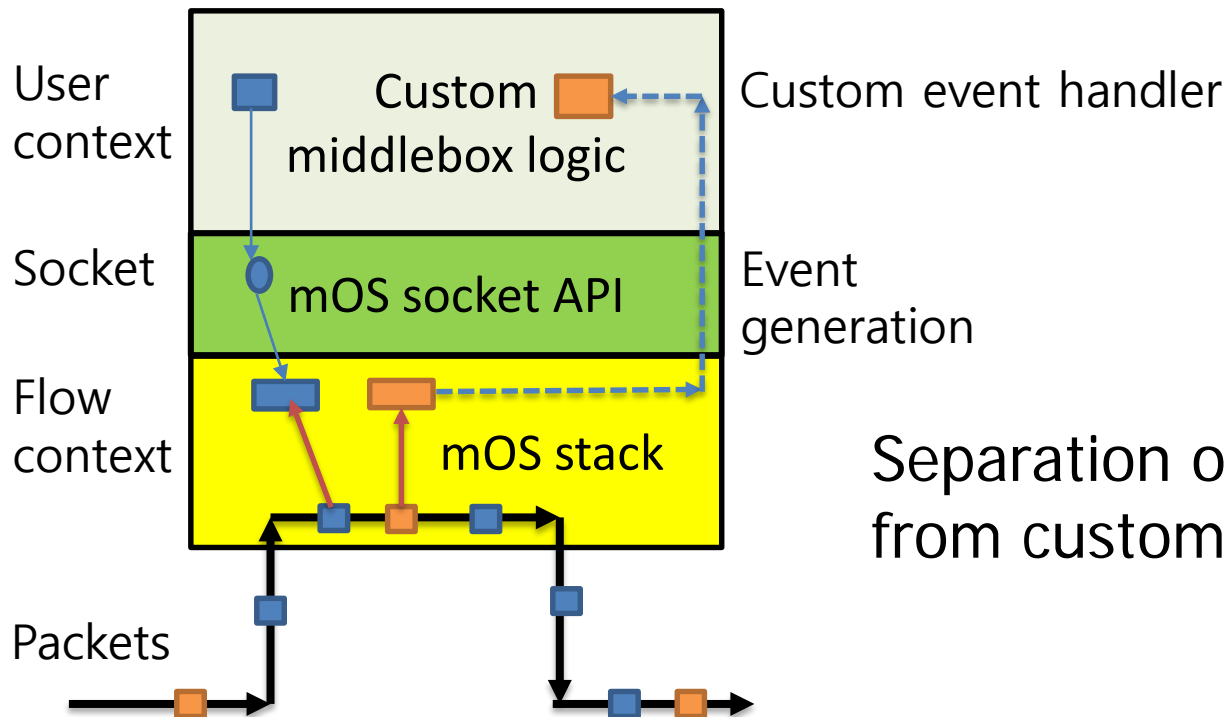 User
context
Custom
middlebox logic
Custom event handler
Socket
mOS socket API
Event
generation
Flow
context
mOS stack
Separation o
from custom
Packets